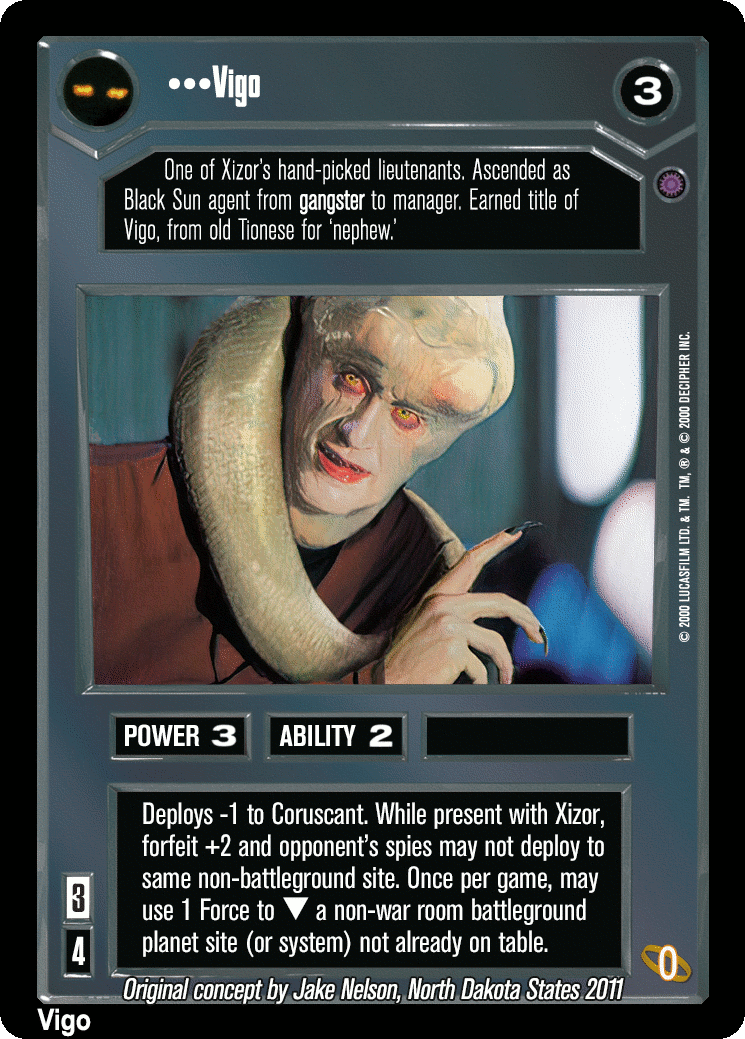 •••Vigo
3
One of Xizor's hand-picked lieutenants. Ascended as
Black Sun agent from gangster to manager. Earned title of
Vigo, from old Tionese for 'nephew.'
© 2000 LUCASFILM LTD. & TM. TM, ® & © 2000 DECIPHER INC.
POWER 3
ABILITY 2
Deploys -1 to Coruscant. While present with Xizor,
forfeit +2 and opponent's spies may not deploy to
same non-battleground site. Once per game, may
use 1 Force to ▼ a non-war room battleground
planet site (or system) not already on table.
3
4
0
Original concept by Jake Nelson, North Dakota States 2011
Vigo